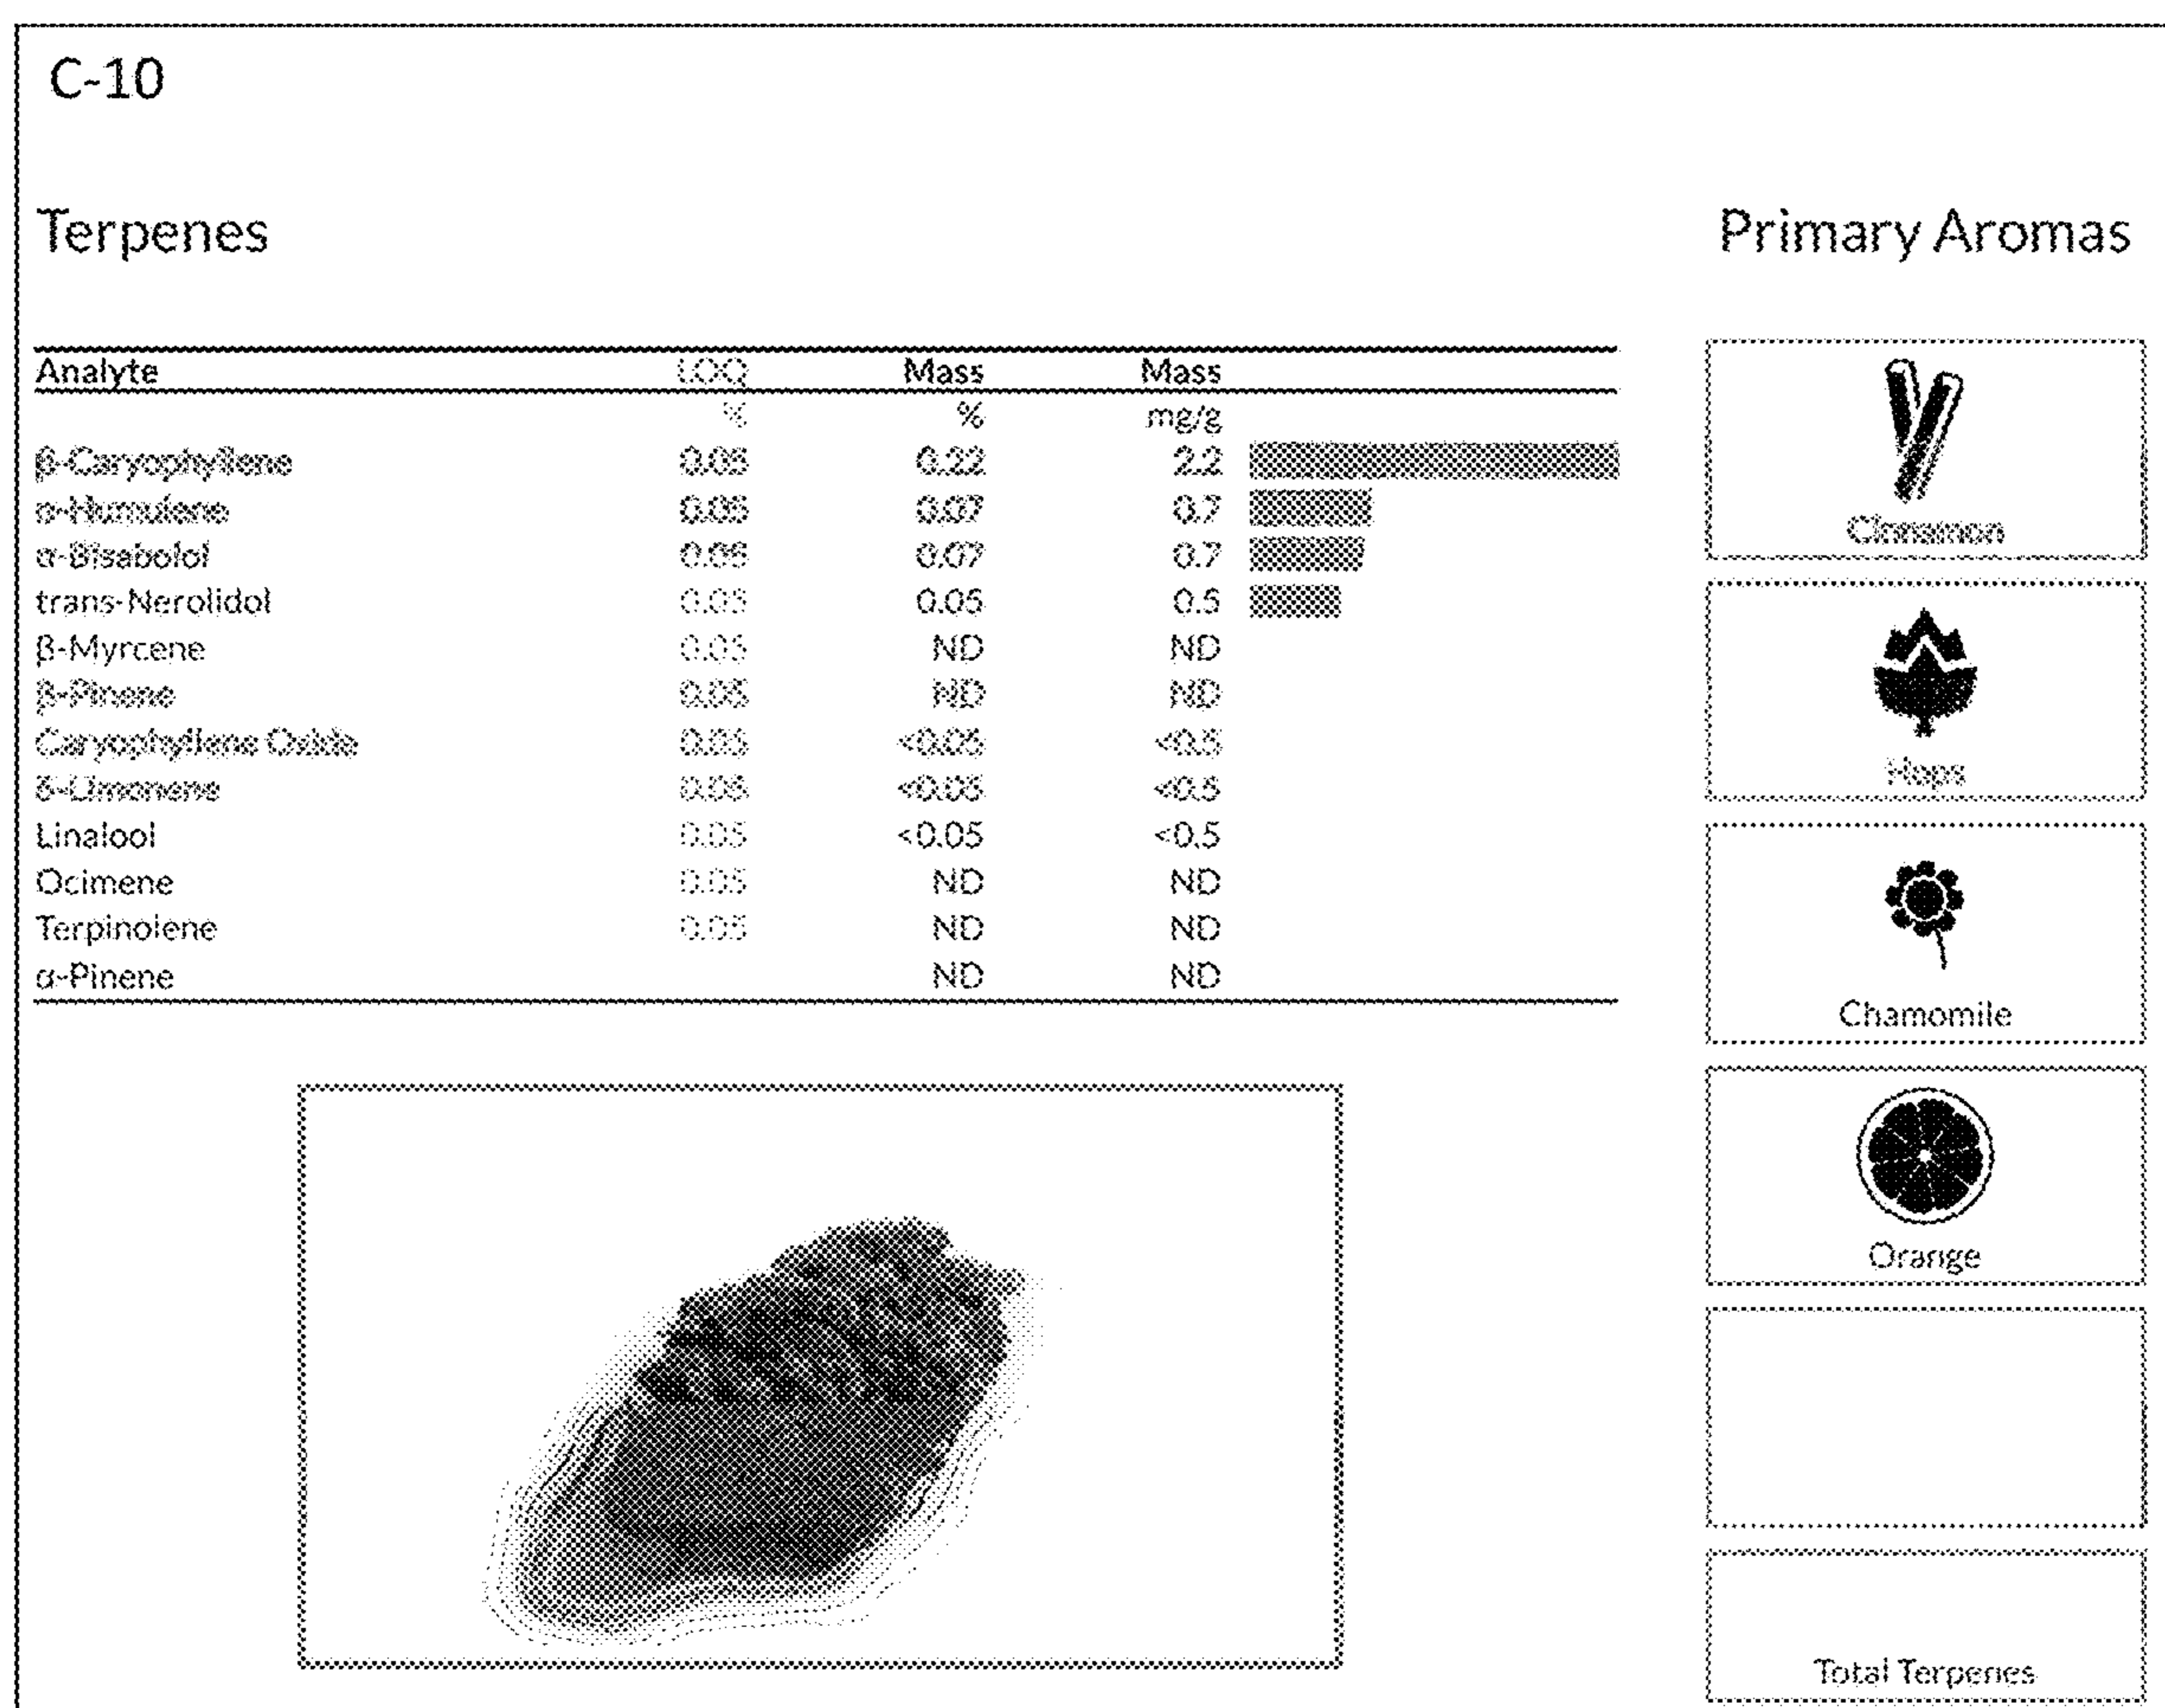 C-10
Terpenes
Analyte LOQ Mass Mass
% % mg/g
β-Caryophyllene 0.05 0.22 2.2
α-Humulene 0.05 0.07 0.7
α-Bisabolol 0.05 0.07 0.7
trans-Nerolidol 0.05 0.05 0.5
β-Myrcene 0.05 ND ND
β-Pinene 0.05 ND ND
Caryophyllene Oxide 0.05 <0.05 <0.5
δ-Limonene 0.05 <0.05 <0.5
Linalool 0.05 <0.05 <0.5
Ocimene 0.05 ND ND
Terpinolene 0.05 ND ND
α-Pinene ND ND
Primary Aromas
Cinnamon
Hops
Chamomile
Orange
Total Terpenes